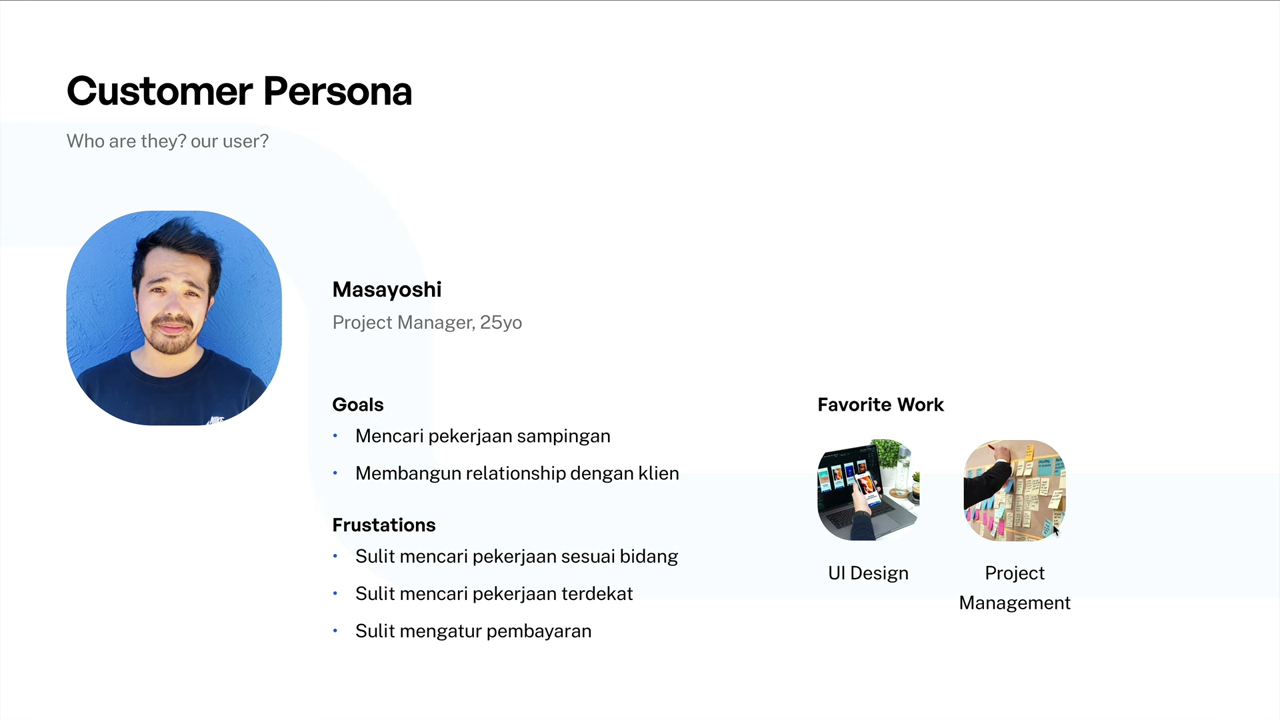 Customer Persona
Who are they? our user?
Masayoshi
Project Manager, 25yo
Goals
• Mencari pekerjaan sampingan
• Membangun relationship dengan klien
Frustations
• Sulit mencari pekerjaan sesuai bidang
• Sulit mencari pekerjaan terdekat
• Sulit mengatur pembayaran
Favorite Work
UI Design
Project
Management